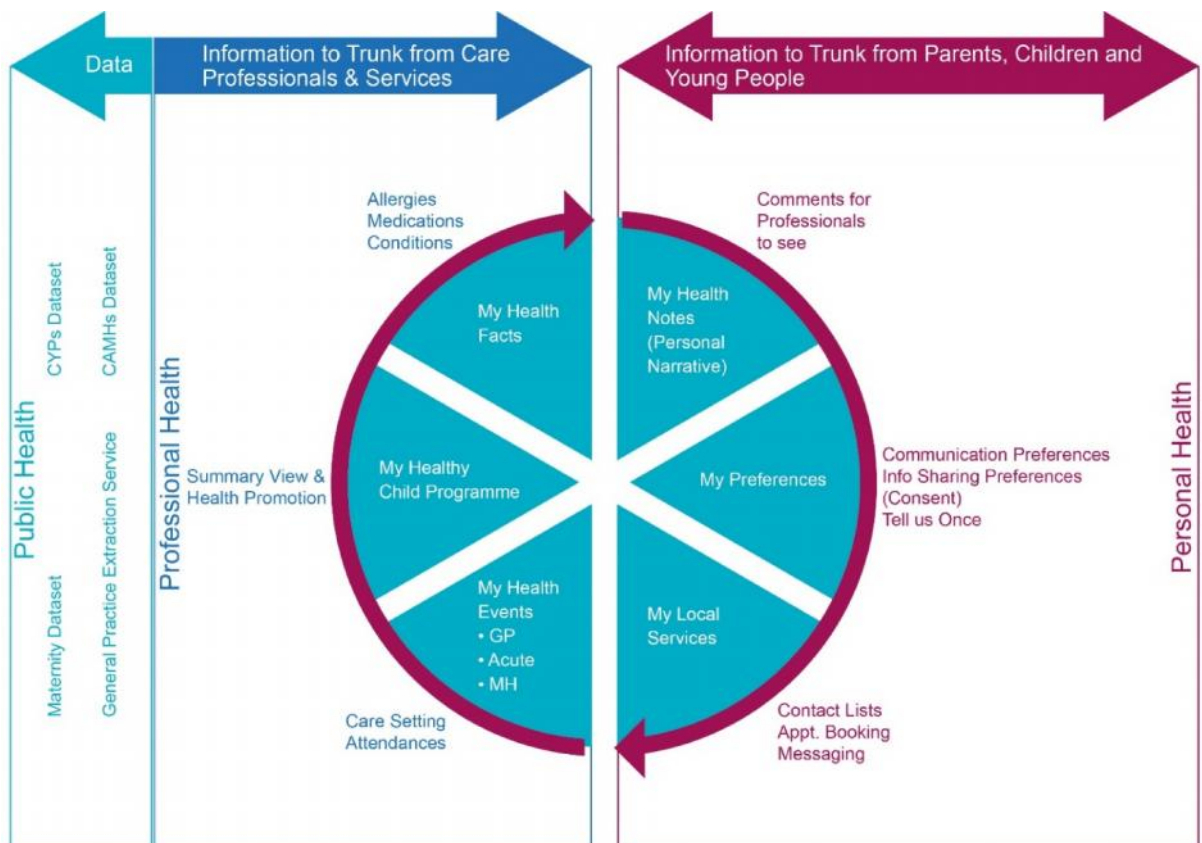 Data
Information to Trunk from Care
Professionals & Services
Information to Trunk from Parents, Children and
Young People
Public Health
CYPs Dataset
CAMHs Dataset
Maternity Dataset
General Practice Extraction Service
Professional Health
Allergies
Medications
Conditions
My Health
Facts
Summary View &
Health Promotion
My Healthy
Child Programme
My Health
Events
• GP
• Acute
• MH
Care Setting
Attendances
Comments for
Professionals
to see
My Health
Notes
(Personal
Narrative)
My Preferences
Communication Preferences
Info Sharing Preferences
(Consent)
Tell us Once
My Local
Services
Contact Lists
Appt. Booking
Messaging
Personal Health